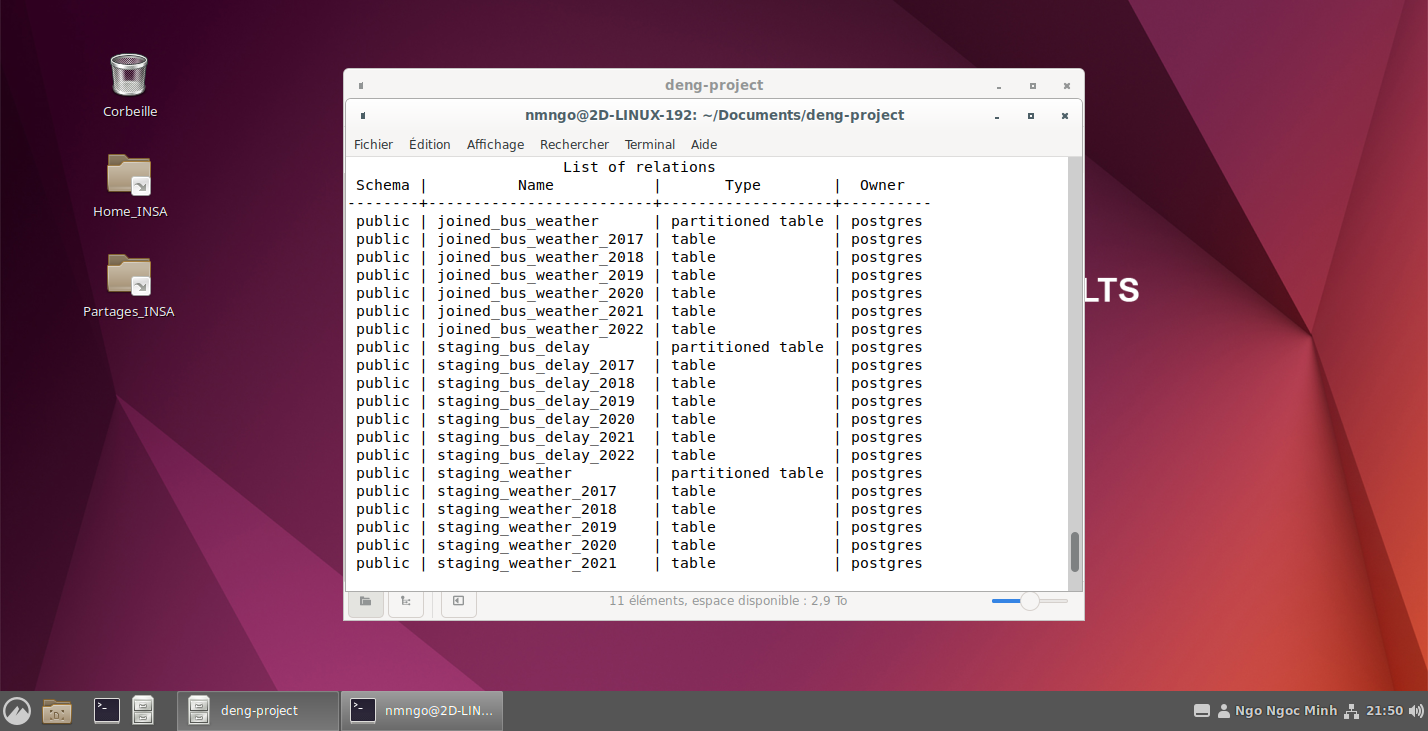 Corbeille
Home_INSA
Partages_INSA
deng-project
nmngo@2D-LINUX-192: ~/Documents/deng-project
Fichier Édition Affichage Rechercher Terminal Aide
List of relations
Schema | Name | Type | Owner
--------+-------------------------+-------------------+----------
public | joined_bus_weather | partitioned table | postgres
public | joined_bus_weather_2017 | table | postgres
public | joined_bus_weather_2018 | table | postgres
public | joined_bus_weather_2019 | table | postgres
public | joined_bus_weather_2020 | table | postgres
public | joined_bus_weather_2021 | table | postgres
public | joined_bus_weather_2022 | table | postgres
public | staging_bus_delay | partitioned table | postgres
public | staging_bus_delay_2017 | table | postgres
public | staging_bus_delay_2018 | table | postgres
public | staging_bus_delay_2019 | table | postgres
public | staging_bus_delay_2020 | table | postgres
public | staging_bus_delay_2021 | table | postgres
public | staging_bus_delay_2022 | table | postgres
public | staging_weather | partitioned table | postgres
public | staging_weather_2017 | table | postgres
public | staging_weather_2018 | table | postgres
public | staging_weather_2019 | table | postgres
public | staging_weather_2020 | table | postgres
public | staging_weather_2021 | table | postgres
LTS
11 éléments, espace disponible : 2,9 To
deng-project
nmngo@2D-LIN...
Ngo Ngoc Minh
21:50